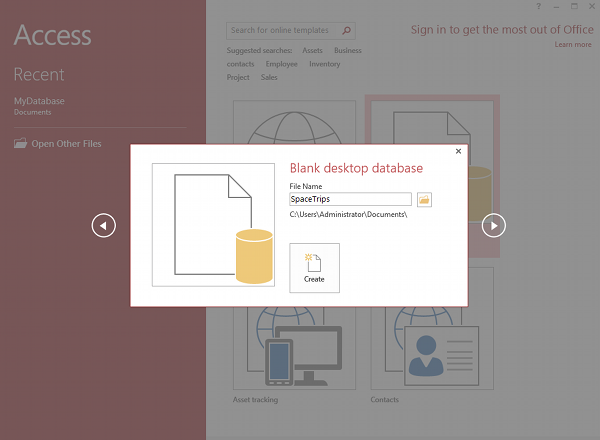 Access
Recent
MyDatabase
Documents
Open Other Files
?
Sign in to get the most out of Office
Learn more
Search for online templates
Suggested searches: Assets Business
contacts Employee Inventory
Project Sales
Blank desktop database
File Name
SpaceTrips
C:\Users\Administrator\Documents\
Create
Asset tracking
Contacts